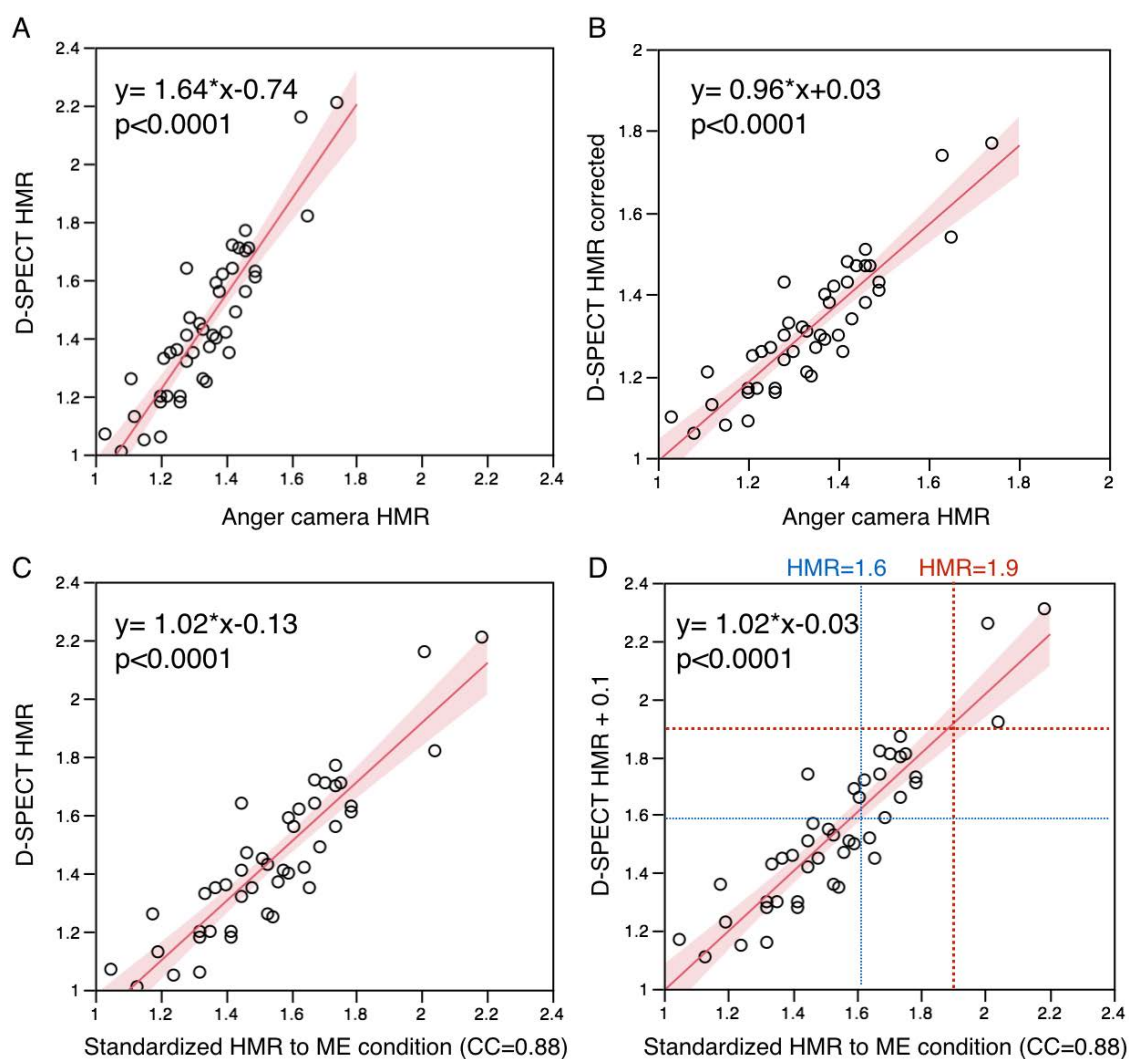 A
2.4
2.2
2
1.8
1.6
1.4
1.2
1
D-SPECT HMR
y= 1.64*x-0.74
p<0.0001
1 1.2 1.4 1.6 1.8 2 2.2 2.4
Anger camera HMR
B
2
1.8
1.6
1.4
1.2
1
D-SPECT HMR corrected
y= 0.96*x+0.03
p<0.0001
1 1.2 1.4 1.6 1.8 2
Anger camera HMR
C
2.4
2.2
2
1.8
1.6
1.4
1.2
1
D-SPECT HMR
y= 1.02*x-0.13
p<0.0001
1 1.2 1.4 1.6 1.8 2 2.2 2.4
Standardized HMR to ME condition (CC=0.88)
D
HMR=1.6 HMR=1.9
2.4
2.2
2
1.8
1.6
1.4
1.2
1
D-SPECT HMR + 0.1
y= 1.02*x-0.03
p<0.0001
1 1.2 1.4 1.6 1.8 2 2.2 2.4
Standardized HMR to ME condition (CC=0.88)